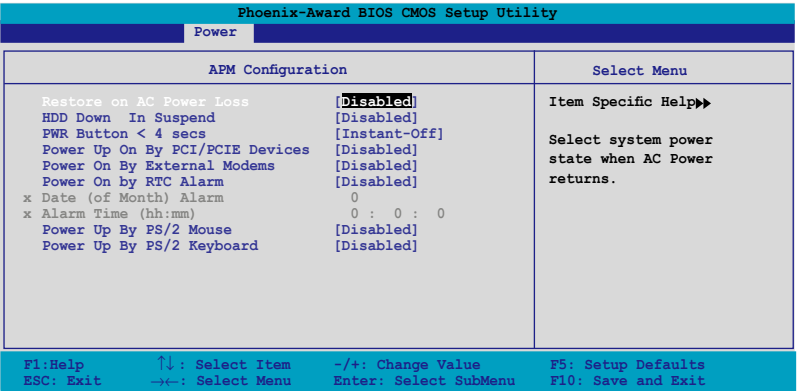 Phoenix-Award BIOS CMOS Setup Utility
Power
APM Configuration
Select Menu
Restore on AC Power Loss [Disabled]
HDD Down In Suspend [Disabled]
PWR Button < 4 secs [Instant-Off]
Power Up On By PCI/PCIE Devices [Disabled]
Power On By External Modems [Disabled]
Power On by RTC Alarm [Disabled]
x Date (of Month) Alarm 0
x Alarm Time (hh:mm) 0 : 0 : 0
Power Up By PS/2 Mouse [Disabled]
Power Up By PS/2 Keyboard [Disabled]
Item Specific Help▶▶
Select system power
state when AC Power
returns.
F1:Help ↑↓: Select Item -/+: Change Value F5: Setup Defaults
ESC: Exit →←: Select Menu Enter: Select SubMenu F10: Save and Exit